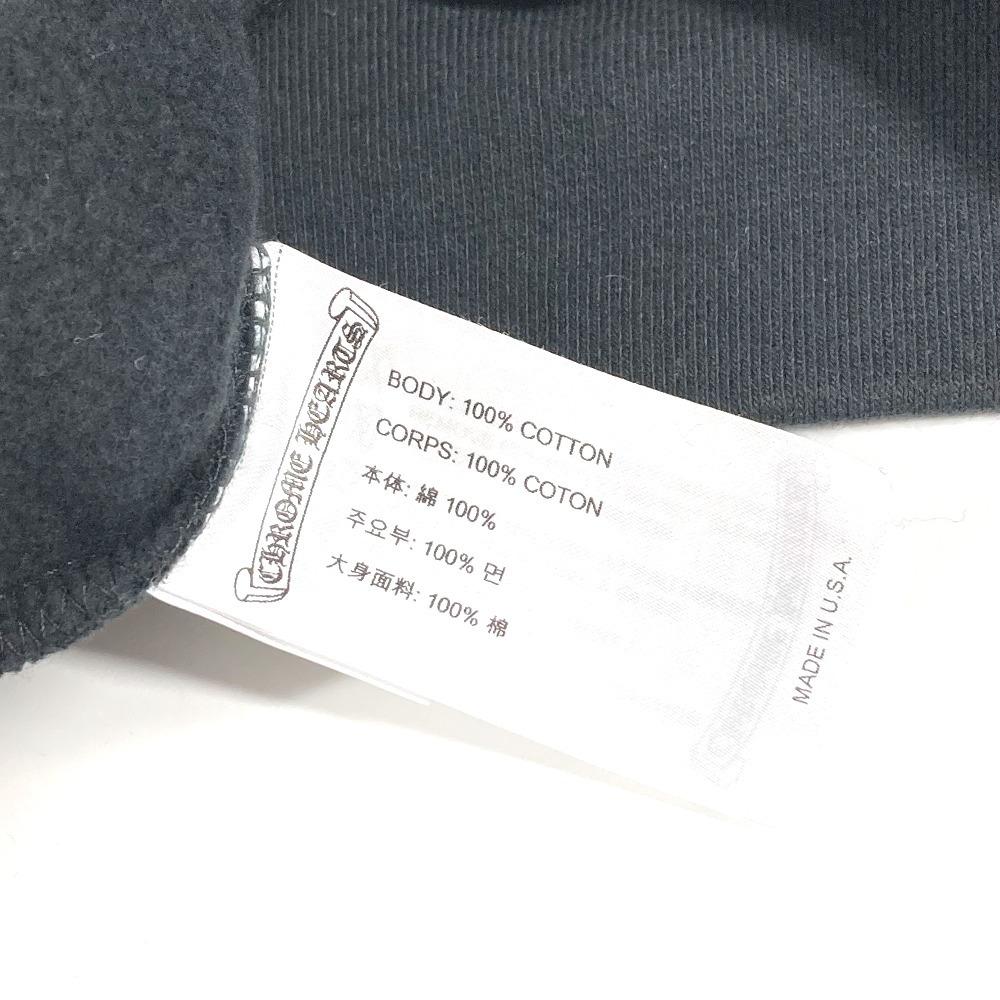 CHROME HEARTS
BODY: 100% COTTON
CORPS: 100% COTON
本体: 綿 100%
주요부: 100% 면
大身面料: 100% 棉
MADE IN U.S.A.